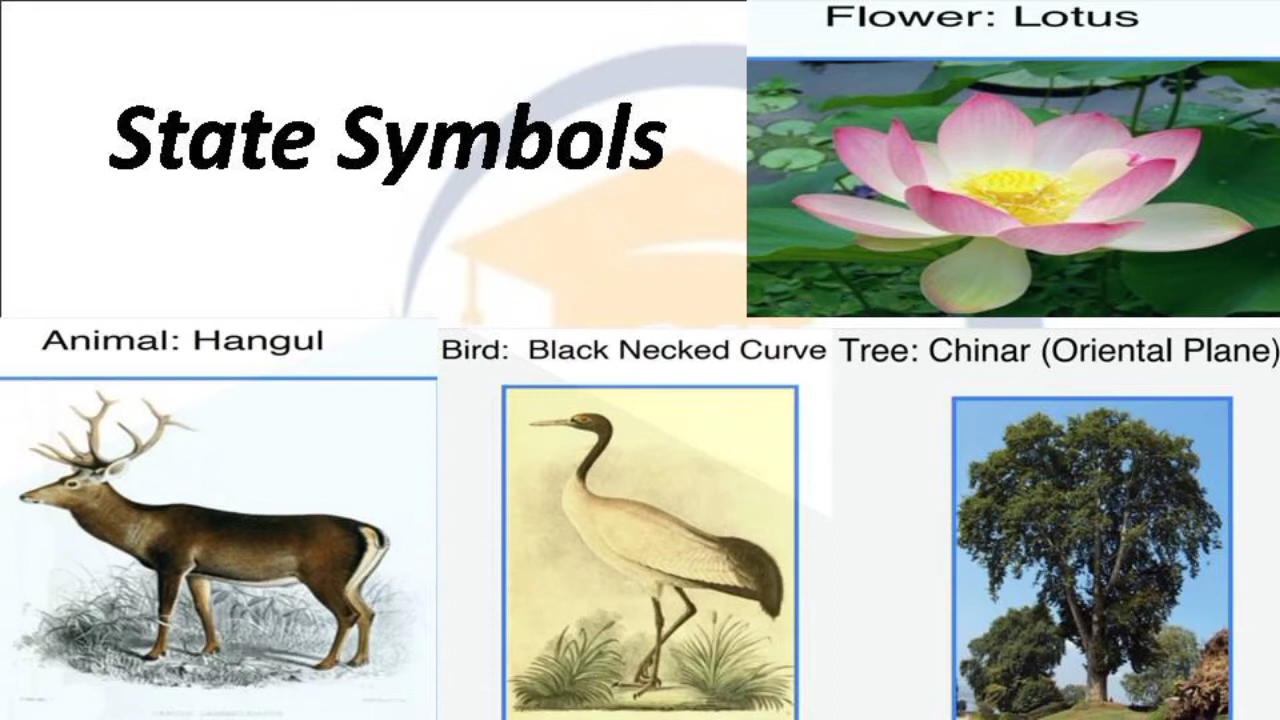 State Symbols
Flower: Lotus
Animal: Hangul
Bird: Black Necked Curve
Tree: Chinar (Oriental Plane)